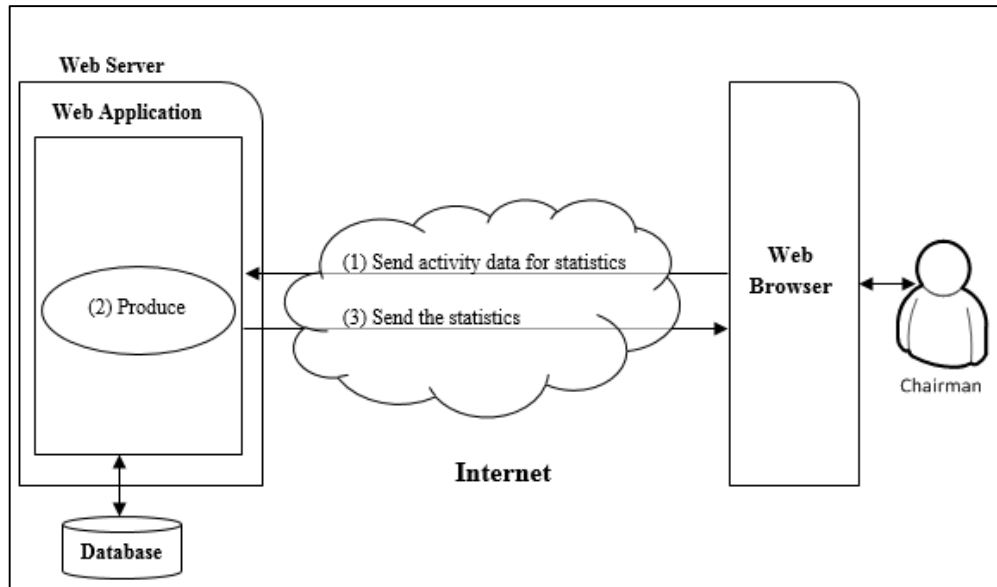 Web Server
Web Application
(1) Send activity data for statistics
(2) Produce
(3) Send the statistics
Web
Browser
Chairman
Internet
Database